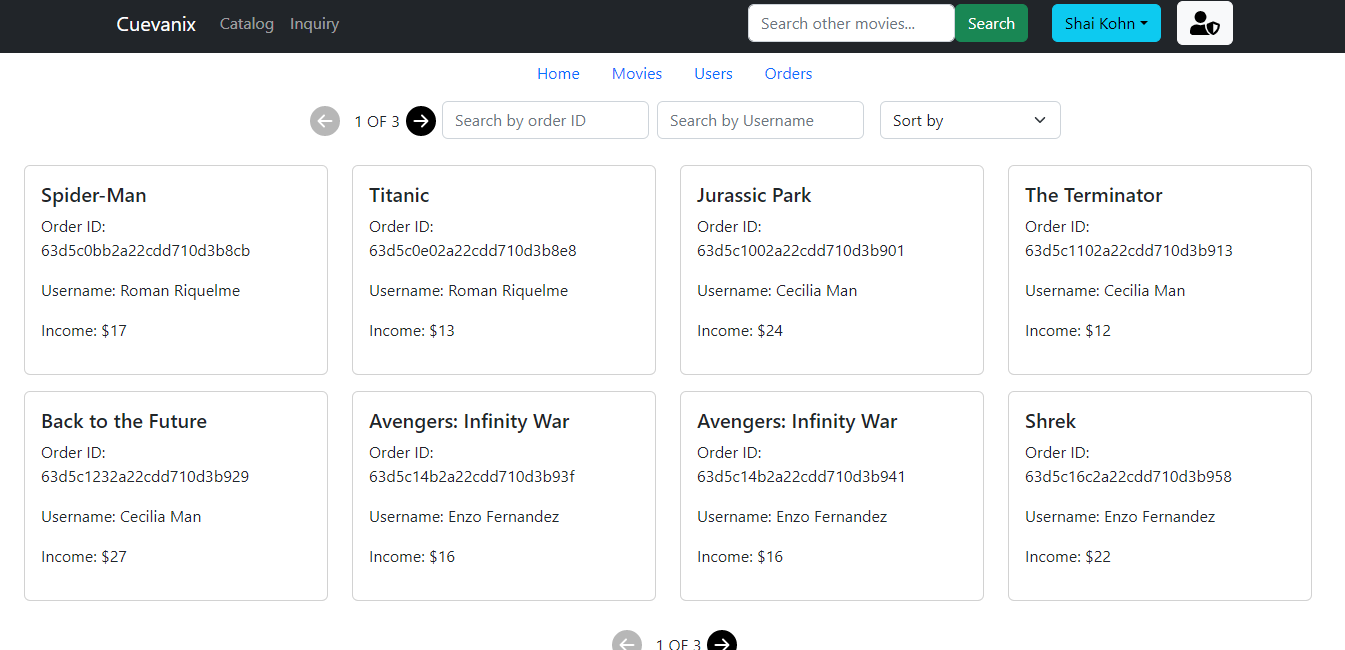 Cuevanix Catalog Inquiry Search other movies... Search Shai Kohn
Home Movies Users Orders
1 OF 3 Search by order ID Search by Username Sort by
Spider-Man
Order ID:
63d5c0bb2a22cdd710d3b8cb
Username: Roman Riquelme
Income: $17
Titanic
Order ID:
63d5c0e02a22cdd710d3b8e8
Username: Roman Riquelme
Income: $13
Jurassic Park
Order ID:
63d5c1002a22cdd710d3b901
Username: Cecilia Man
Income: $24
The Terminator
Order ID:
63d5c1102a22cdd710d3b913
Username: Cecilia Man
Income: $12
Back to the Future
Order ID:
63d5c1232a22cdd710d3b929
Username: Cecilia Man
Income: $27
Avengers: Infinity War
Order ID:
63d5c14b2a22cdd710d3b93f
Username: Enzo Fernandez
Income: $16
Avengers: Infinity War
Order ID:
63d5c14b2a22cdd710d3b941
Username: Enzo Fernandez
Income: $16
Shrek
Order ID:
63d5c16c2a22cdd710d3b958
Username: Enzo Fernandez
Income: $22
1 OF 3